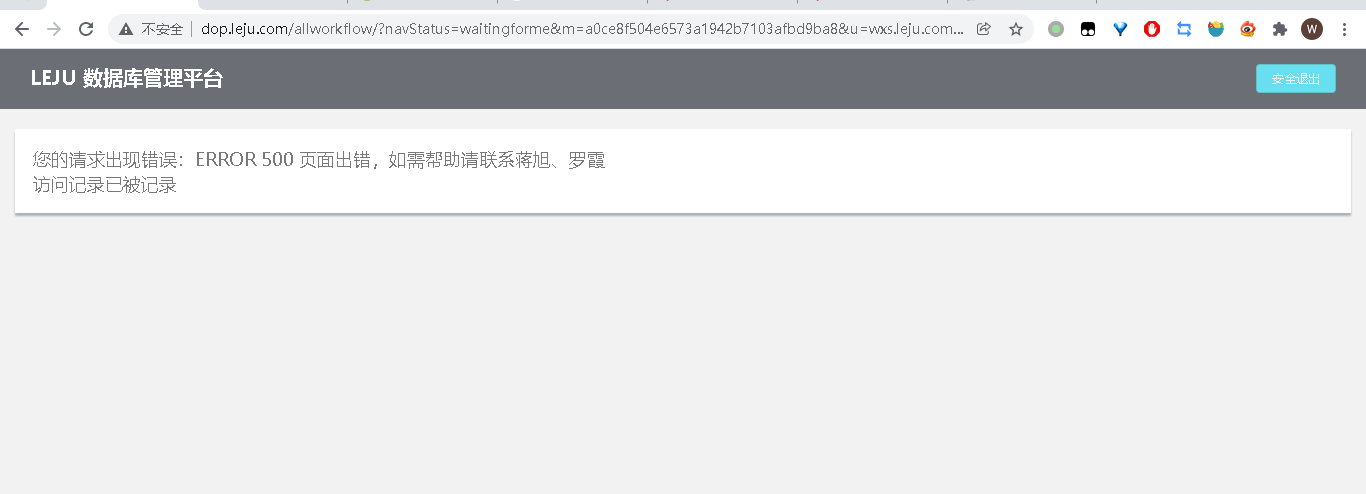 不安全
dop.leju.com/allworkflow/?navStatus=waitingforme&m=a0ce8f504e6573a1942b7103afbd9ba8&u=wxs.leju.com...
W
LEJU 数据库管理平台
安全退出
您的请求出现错误：ERROR 500 页面出错，如需帮助请联系蒋旭、罗霞
访问记录已被记录